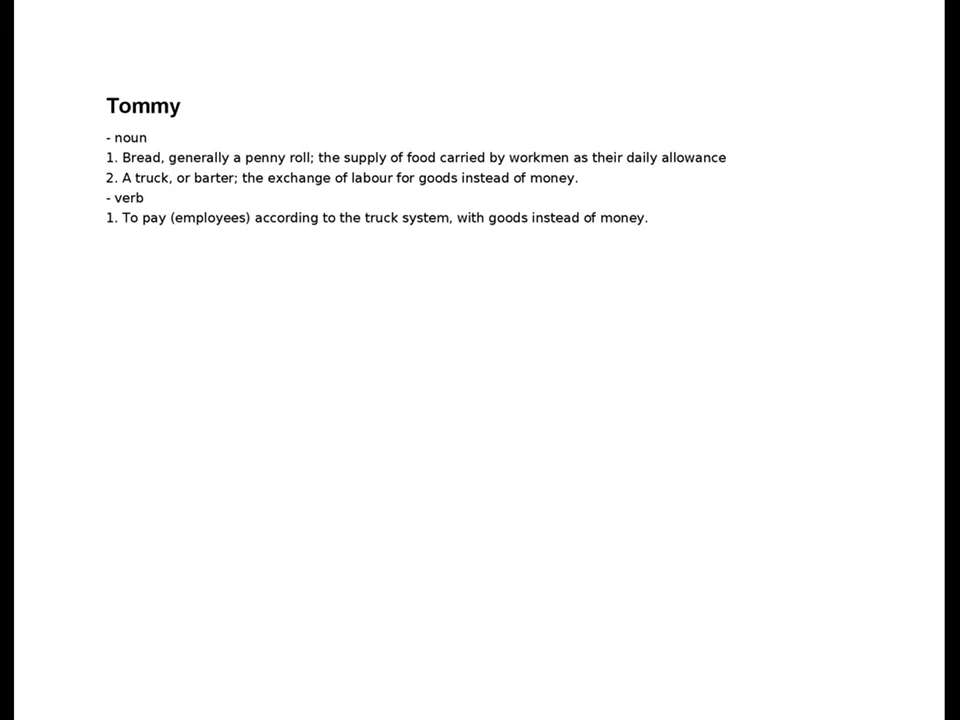 Tommy
- noun
1. Bread, generally a penny roll; the supply of food carried by workmen as their daily allowance
2. A truck, or barter; the exchange of labour for goods instead of money.
- verb
1. To pay (employees) according to the truck system, with goods instead of money.